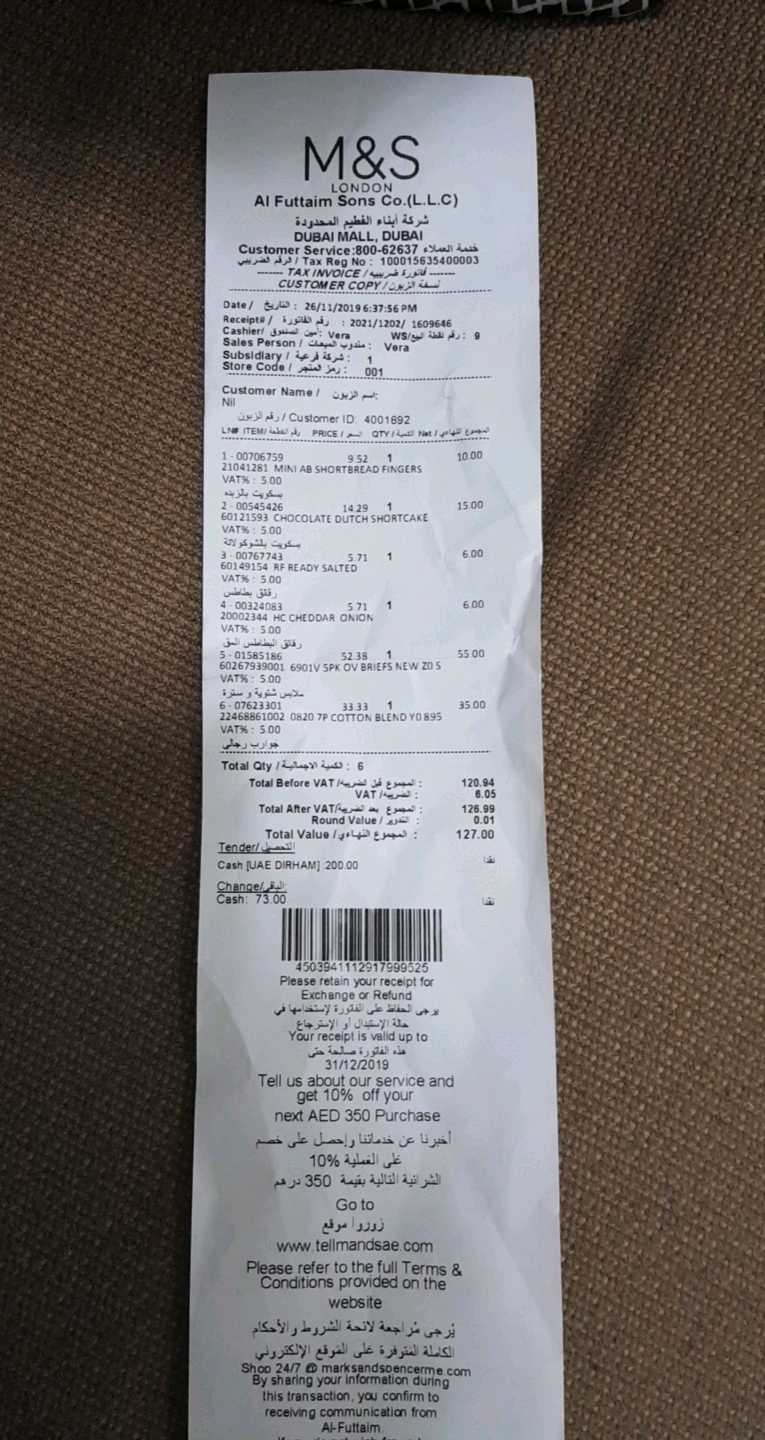 M&S
LONDON
Al Futtaim Sons Co.(L.L.C)
شركة أبناء الفطيم المحدودة
DUBAI MALL, DUBAI
Customer Service:800-62637 خدمة العملاء
الرقم الضريبي / Tax Reg No : 100015635400003
------- TAX INVOICE / فاتورة ضريبيه -------
CUSTOMER COPY / نسخة الزبون
Date / التاريخ : 26/11/2019 6:37:56 PM
Receipt# / رقم الفاتورة : 2021/1202/ 1609646
Cashier/ أمين الصندوق: Vera WS/رقم نقطة البيع : 9
Sales Person / مندوب المبيعات : Vera
Subsidiary / شركة فرعية : 1
Store Code / رمز المتجر : 001
Customer Name / اسم الزبون:
Nil
رقم الزبون / Customer ID: 4001692
LN# ITEM/ رقم القطعة PRICE / السعر QTY / الكمية Net / المجموع النهائي
1 - 00706759 9.52 1 10.00
21041281 MINI AB SHORTBREAD FINGERS
VAT% : 5.00
بسكويت بالزبده
2 - 00545426 14.29 1 15.00
60121593 CHOCOLATE DUTCH SHORTCAKE
VAT% : 5.00
بسكويت بالشوكولاتة
3 - 00767743 5.71 1 6.00
60149154 RF READY SALTED
VAT% : 5.00
رقائق بطاطس
4 - 00324083 5.71 1 6.00
20002344 HC CHEDDAR ONION
VAT% : 5.00
رقائق البطاطس المق
5 - 01585186 52.38 1 55.00
60267939001 6901V 5PK OV BRIEFS NEW Z0 5
VAT% : 5.00
ملابس شتوية و سترة
6 - 07623301 33.33 1 35.00
22468861002 0820 7P COTTON BLEND Y0 895
VAT% : 5.00
جوارب رجالي
Total Qty / الكمية الاجمالية : 6
Total Before VAT / المجموع قبل الضريبه : 120.94
VAT / الضريبه : 6.05
Total After VAT/ المجموع بعد الضريبة : 126.99
Round Value / التدوير : 0.01
Total Value / المجموع النهاءي : 127.00
Tender/ التحصيل
Cash [UAE DIRHAM] :200.00 نقدا
Change/الباقي:
Cash: 73.00 نقدا
4503941112917999525
Please retain your receipt for
Exchange or Refund
يرجى الحفاظ على الفاتورة لإستخدامها في
حالة الإستبدال أو الإسترجاع
Your receipt is valid up to
هذه الفاتورة صالحة حتى
31/12/2019
Tell us about our service and
get 10% off your
next AED 350 Purchase
أخبرنا عن خدماتنا وإحصل على خصم
10% على العملية
الشرائية التالية بقيمة 350 درهم
Go to
زوروا موقع
www.tellmandsae.com
Please refer to the full Terms &
Conditions provided on the
website
يُرجى مُراجعة لائحة الشروط والأحكام
الكاملة المُتوفرة على المُوقع الإلكتروني
Shop 24/7 @ marksandspencerme.com
By sharing your information during
this transaction, you confirm to
receiving communication from
Al-Futtaim